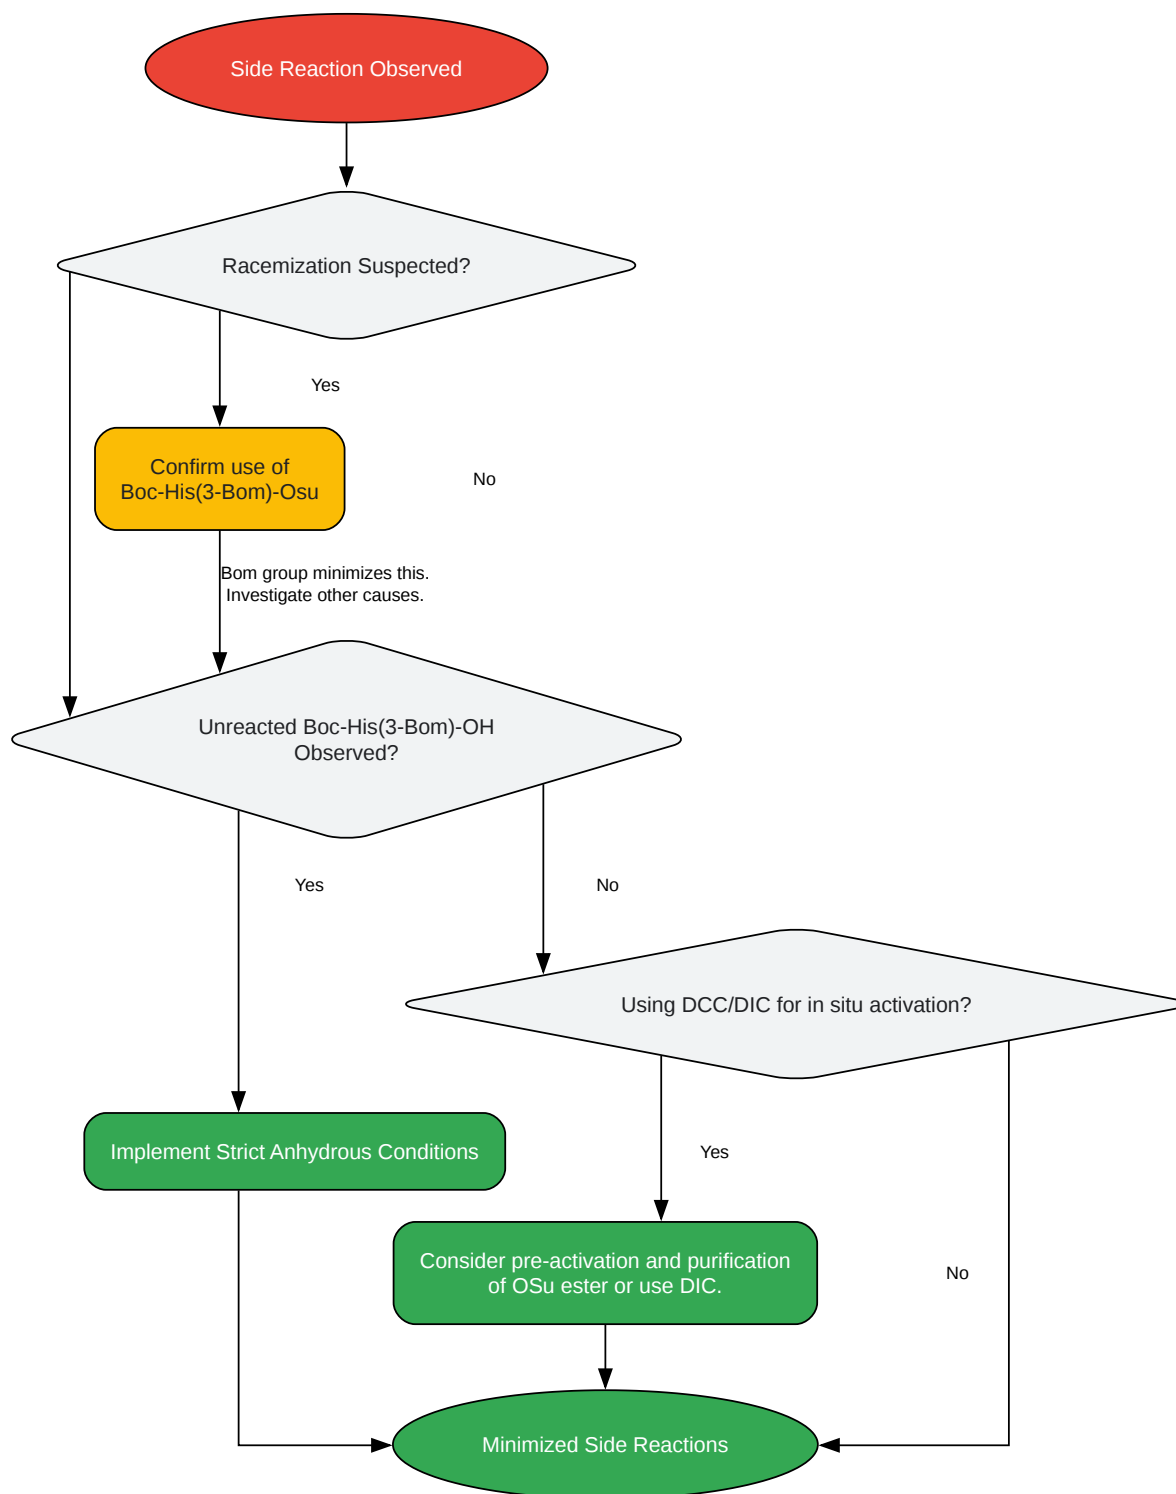 Side Reaction Observed
Racemization Suspected?
Yes
No
Confirm use of
Boc-His(3-Bom)-Osu
Bom group minimizes this.
Investigate other causes.
Unreacted Boc-His(3-Bom)-OH
Observed?
Yes
No
Using DCC/DIC for in situ activation?
Implement Strict Anhydrous Conditions
Yes
Consider pre-activation and purification
of OSu ester or use DIC.
No
Minimized Side Reactions